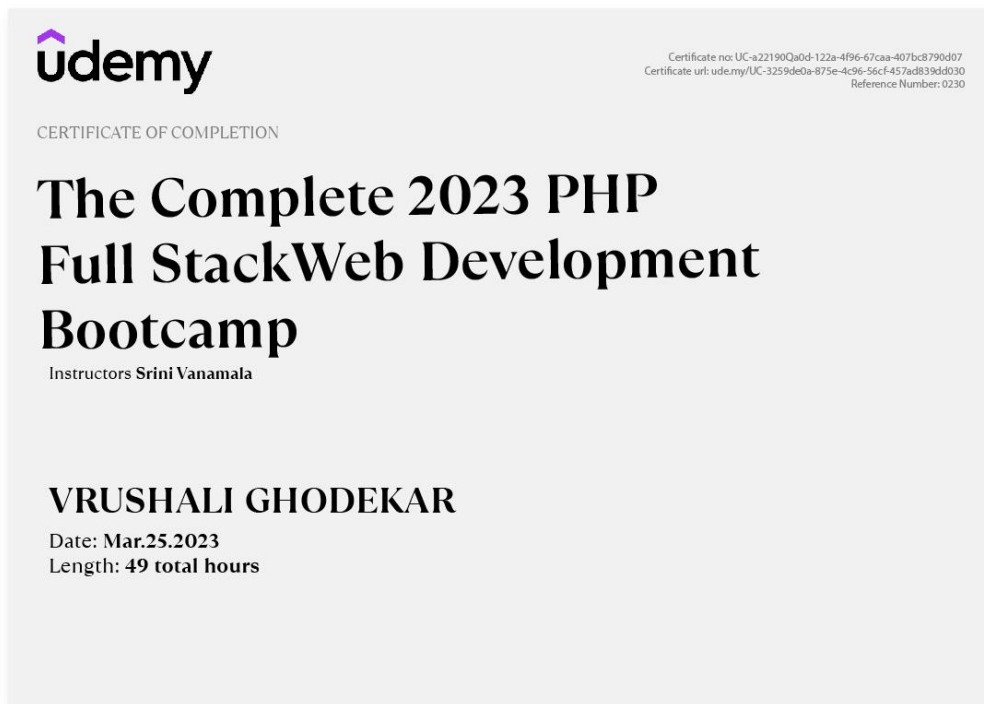 udemy
Certificate no: UC-a22190Qa0d-122a-4f96-67caa-407bc8790d07
Certificate url: ude.my/UC-3259de0a-875e-4c96-56cf-457ad839dd030
Reference Number: 0230
CERTIFICATE OF COMPLETION
The Complete 2023 PHP
Full StackWeb Development
Bootcamp
Instructors Srini Vanamala
VRUSHALI GHODEKAR
Date: Mar.25.2023
Length: 49 total hours